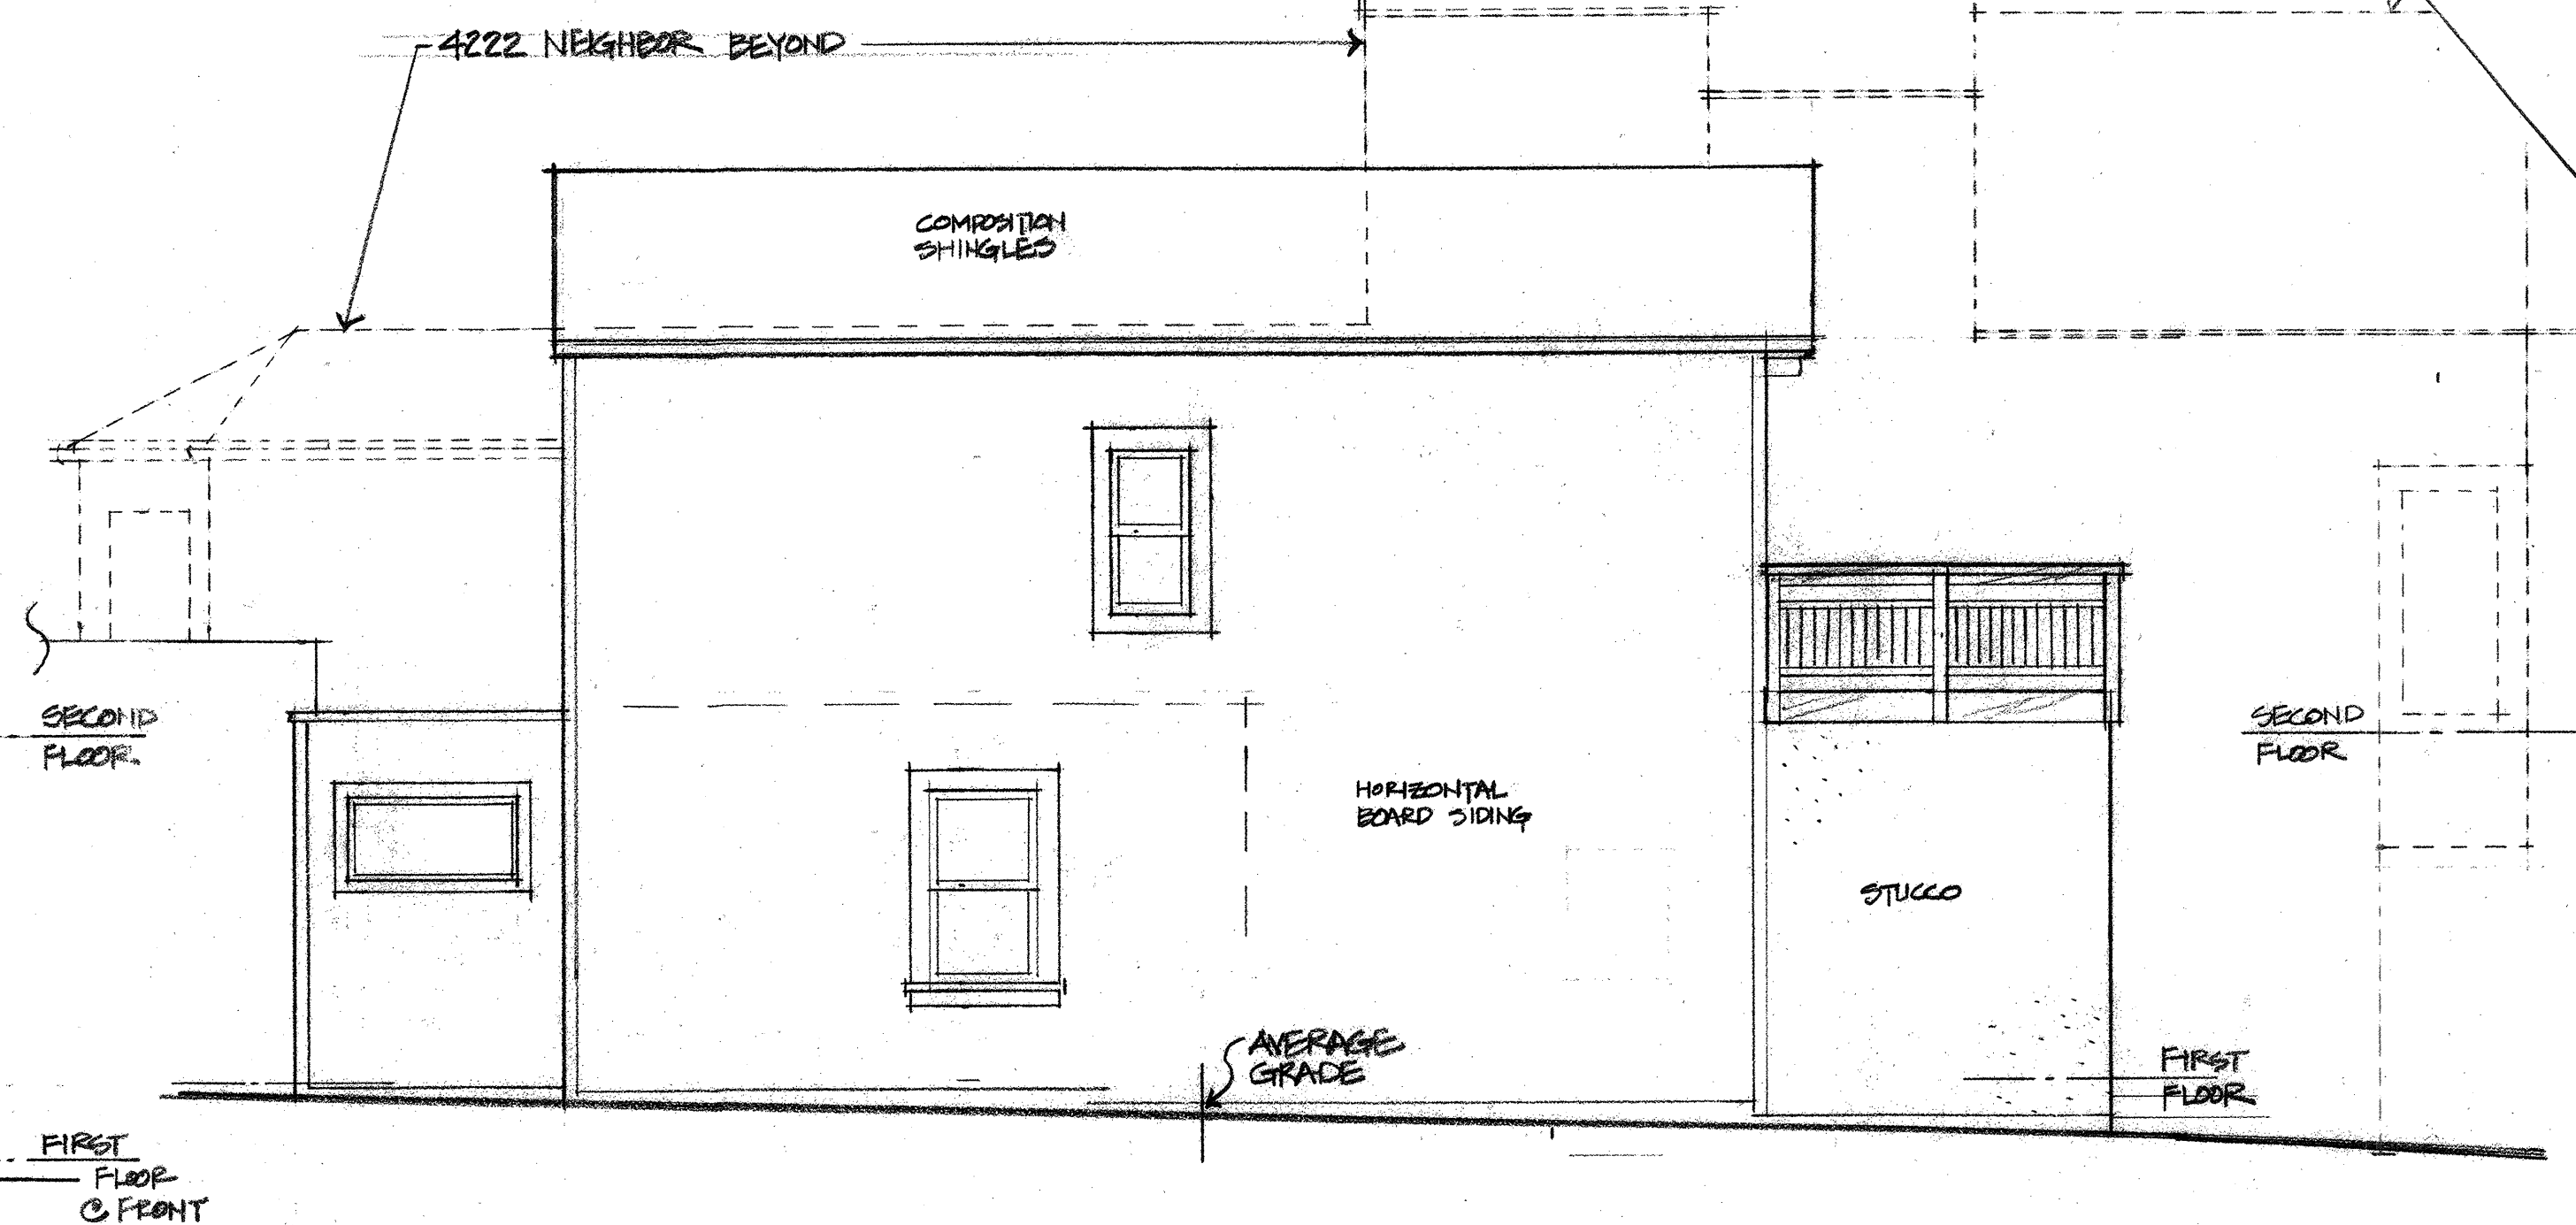 4222 NEIGHBOR BEYOND
COMPOSITION
SHINGLES
SECOND
FLOOR.
HORIZONTAL
BOARD SIDING
SECOND
FLOOR
STUCCO
AVERAGE
GRADE
FIRST
FLOOR
FIRST
FLOOR
@ FRONT